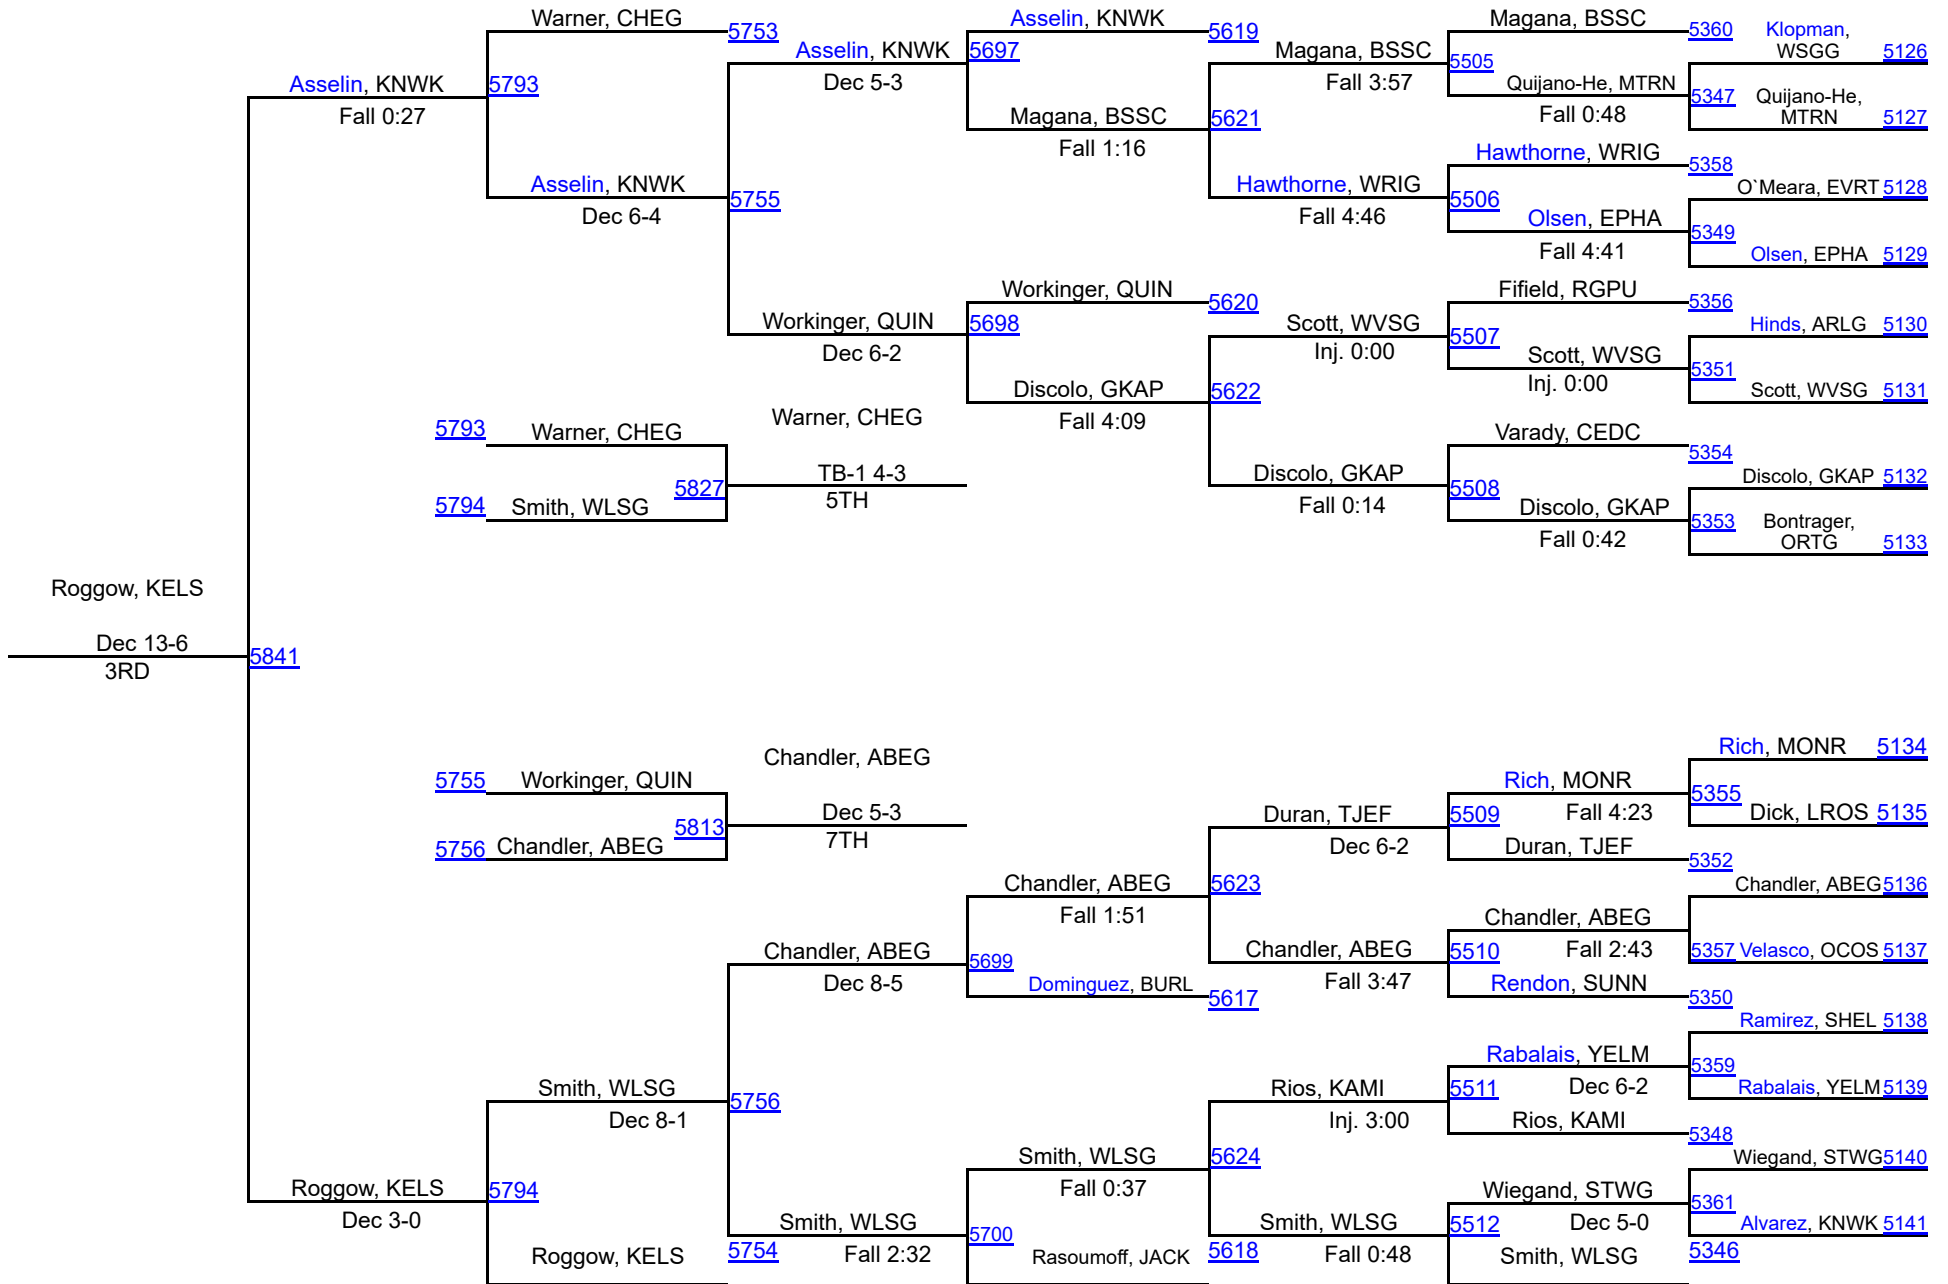 Warner, CHEG
5753
Asselin, KNWK
5619
Magana, BSSC
5360
Klopman,
WSGG
5126
Asselin, KNWK
5697
Dec 5-3
Magana, BSSC
5505
Fall 3:57
Quijano-He, MTRN
5347
Fall 0:48
Quijano-He,
MTRN
5127
Asselin, KNWK
5793
Fall 0:27
Magana, BSSC
5621
Fall 1:16
Hawthorne, WRIG
5358
O`Meara, EVRT
5128
Asselin, KNWK
5755
Dec 6-4
Hawthorne, WRIG
5506
Fall 4:46
Olsen, EPHA
5349
Fall 4:41
Olsen, EPHA
5129
Workinger, QUIN
5620
Fifield, RGPU
5356
Hinds, ARLG
5130
Workinger, QUIN
5698
Dec 6-2
Scott, WVSG
5507
Inj. 0:00
Scott, WVSG
5351
Inj. 0:00
Scott, WVSG
5131
Discolo, GKAP
5622
Fall 4:09
Warner, CHEG
5793
Warner, CHEG
Varady, CEDC
5354
Discolo, GKAP
5132
TB-1 4-3
5TH
5827
5794
Smith, WLSG
Discolo, GKAP
5508
Fall 0:14
Discolo, GKAP
5353
Fall 0:42
Bontrager,
ORTG
5133
Roggow, KELS
Dec 13-6
3RD
5841
Chandler, ABEG
Rich, MONR
5134
5755
Workinger, QUIN
Rich, MONR
5355
Fall 4:23
Dec 5-3
7TH
5813
Duran, TJEF
5509
Dec 6-2
Dick, LROS
5135
5756
Chandler, ABEG
Duran, TJEF
5352
Chandler, ABEG
5623
Fall 1:51
Chandler, ABEG
5136
Chandler, ABEG
5357
Fall 2:43
Velasco, OCOS
5137
Chandler, ABEG
5699
Dec 8-5
Chandler, ABEG
5510
Fall 3:47
Dominguez, BURL
5617
Rendon, SUNN
5350
Ramirez, SHEL
5138
Rabalais, YELM
5359
Dec 6-2
Smith, WLSG
5756
Dec 8-1
Rios, KAMI
5511
Inj. 3:00
Rabalais, YELM
5139
Rios, KAMI
5348
Smith, WLSG
5624
Fall 0:37
Wiegand, STWG
5140
Roggow, KELS
5794
Dec 3-0
Wiegand, STWG
5361
Dec 5-0
Smith, WLSG
5700
Fall 2:32
Smith, WLSG
5512
Fall 0:48
Alvarez, KNWK
5141
Roggow, KELS
5754
Rasoumoff, JACK
5618
Smith, WLSG
5346